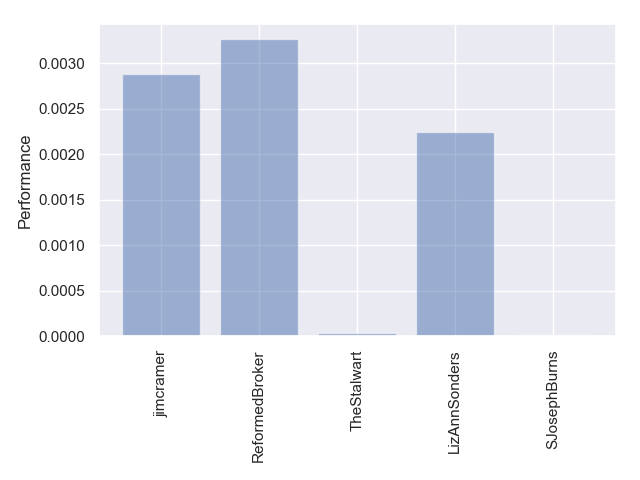 0.0030
0.0025
0.0020
0.0015
0.0010
0.0005
0.0000
Performance
jimcramer
ReformedBroker
TheStalwart
LizAnnSonders
SJosephBurns